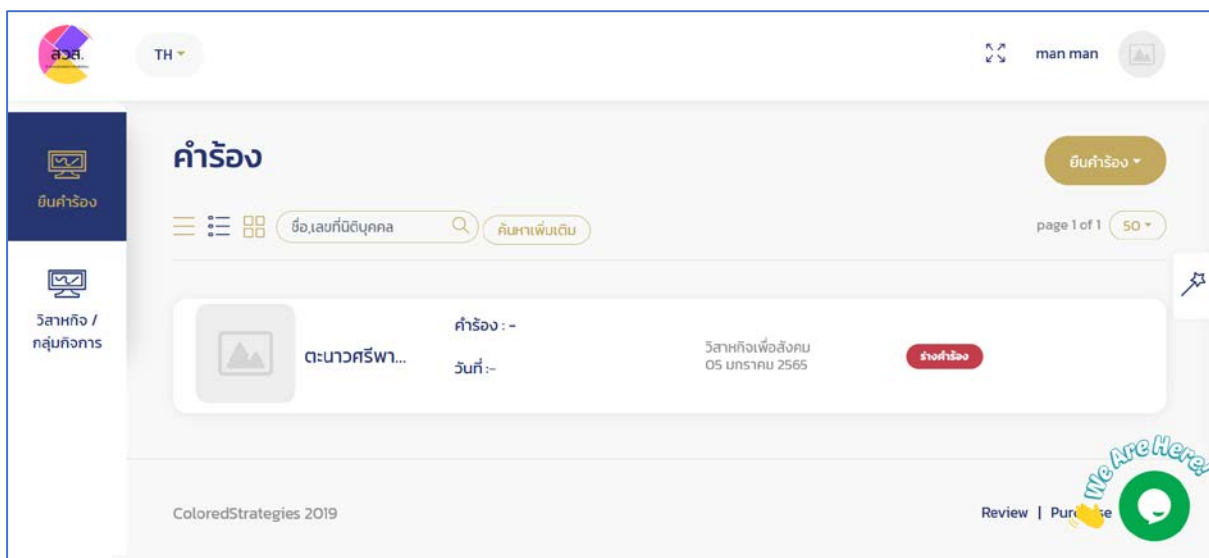 สวส.
TH
man man
ยืนคำร้อง
วิสาหกิจ /
กลุ่มกิจการ
คำร้อง
ยืนคำร้อง
ชื่อ,เลขที่นิติบุคคล
ค้นหาเพิ่มเติม
page 1 of 1
50
ตะนาวศรีพา...
คำร้อง : -
วันที่ :-
วิสาหกิจเพื่อสังคม
05 มกราคม 2565
ร่างคำร้อง
ColoredStrategies 2019
Review |
We Are Here!